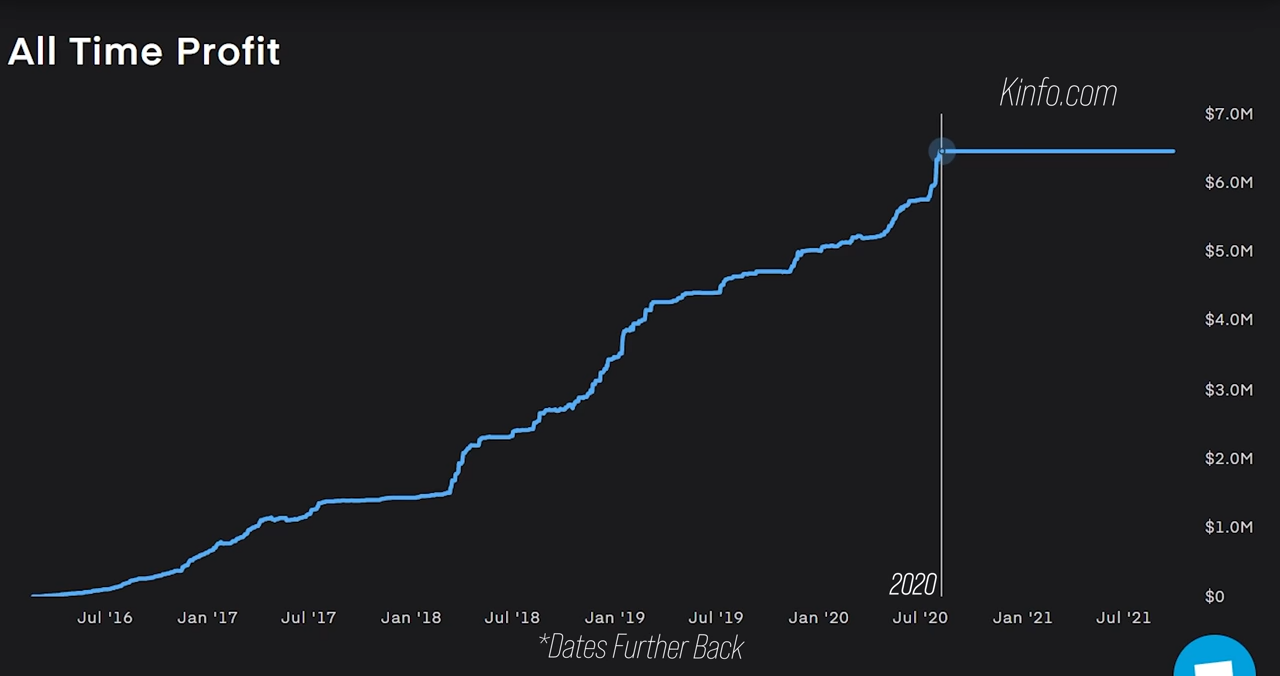 All Time Profit
Kinfo.com
$7.0M
$6.0M
$5.0M
$4.0M
$3.0M
$2.0M
$1.0M
$0
2020
Jul '16 Jan '17 Jul '17 Jan '18 Jul '18 Jan '19 Jul '19 Jan '20 Jul '20 Jan '21 Jul '21
*Dates Further Back